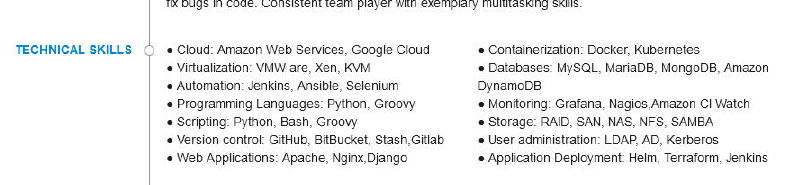 fix bugs in code. Consistent team player with exemplary multitasking skills.
TECHNICAL SKILLS
● Cloud: Amazon Web Services, Google Cloud
● Virtualization: VMW are, Xen, KVM
● Automation: Jenkins, Ansible, Selenium
● Programming Languages: Python, Groovy
● Scripting: Python, Bash, Groovy
● Version control: GitHub, BitBucket, Stash,Gitlab
● Web Applications: Apache, Nginx,Django
● Containerization: Docker, Kubernetes
● Databases: MySQL, MariaDB, MongoDB, Amazon
DynamoDB
● Monitoring: Grafana, Nagios,Amazon Cl Watch
● Storage: RAID, SAN, NAS, NFS, SAMBA
● User administration: LDAP, AD, Kerberos
● Application Deployment: Helm, Terraform, Jenkins